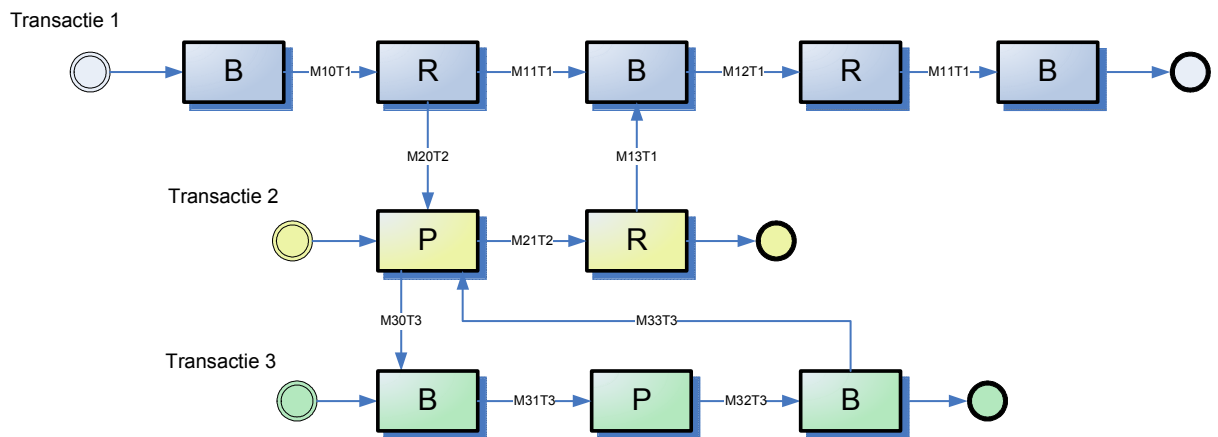 Transactie 1
B
M10T1
R
M11T1
B
M12T1
R
M11T1
B
M20T2
M13T1
Transactie 2
P
M21T2
R
M30T3
M33T3
Transactie 3
B
M31T3
P
M32T3
B